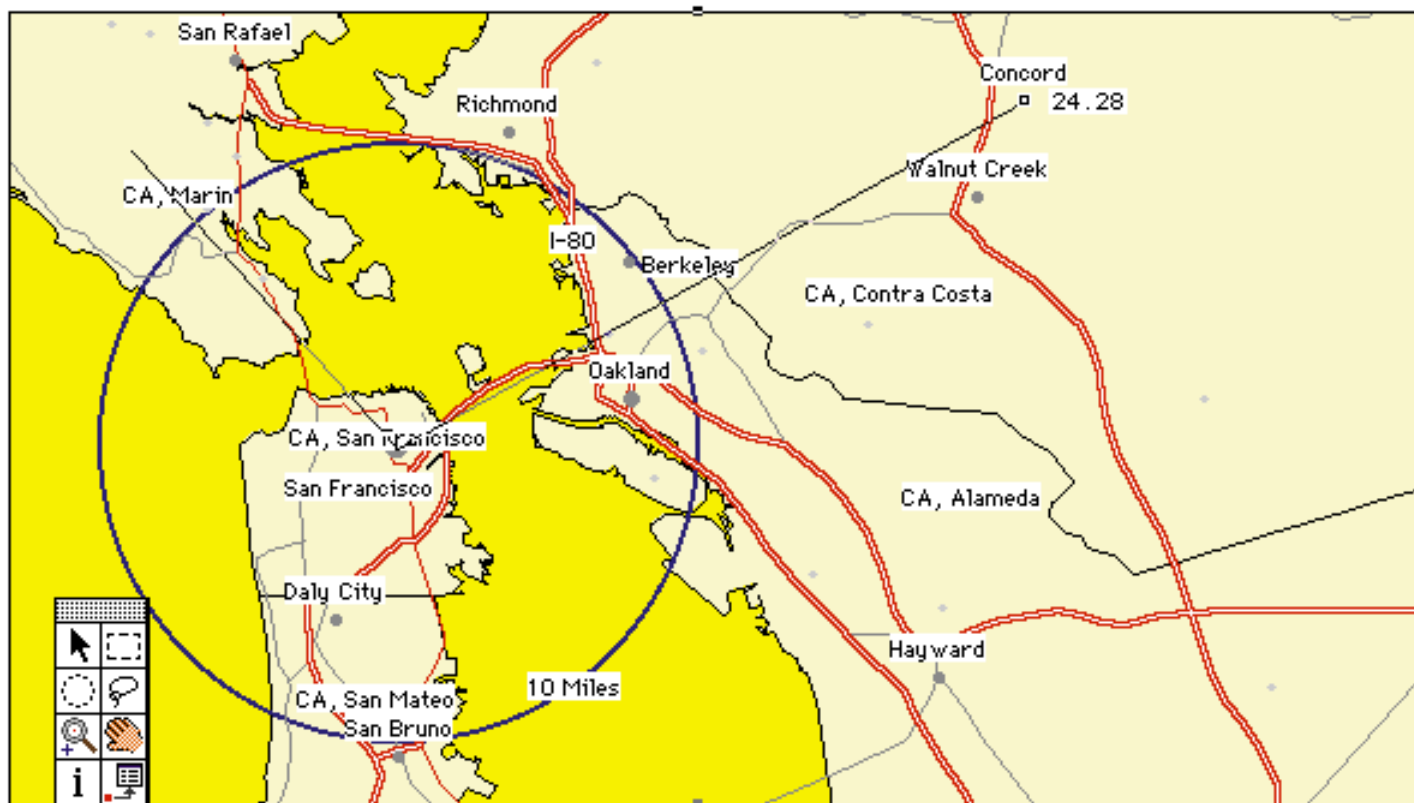 San Rafael
Concord
24.28
Richmond
Walnut Creek
CA, Marin
I-80
Berkeley
CA, Contra Costa
Oakland
CA, San Francisco
San Francisco
CA, Alameda
Daly City
Hayward
10 Miles
CA, San Mateo
San Bruno
i